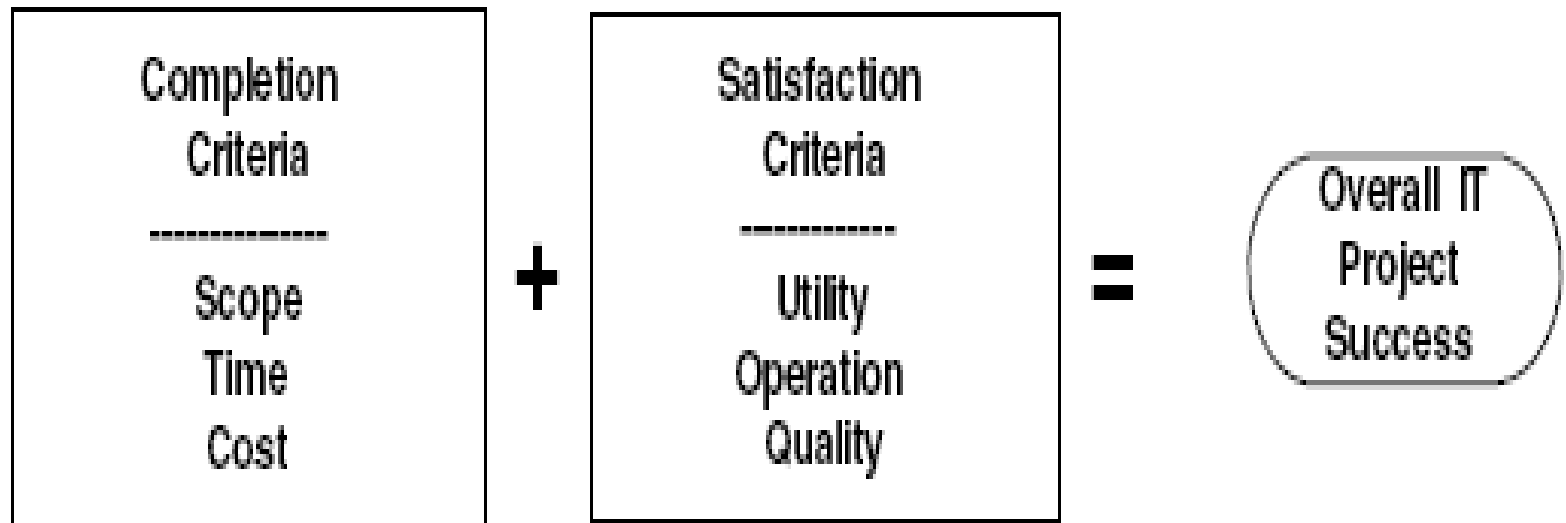 Completion
Criteria
---------------
Scope
Time
Cost
+
Satisfaction
Criteria
-------------
Utility
Operation
Quality
=
Overall IT
Project
Success